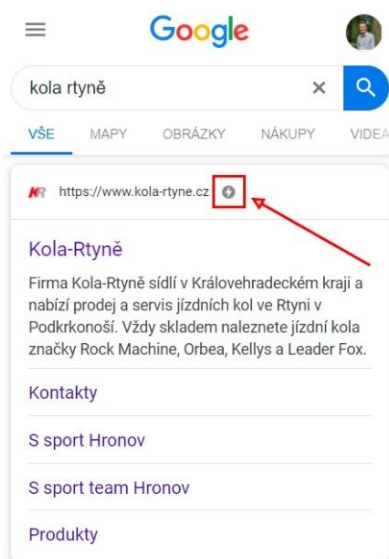 Google
kola rtyně
VŠE MAPY OBRÁZKY NÁKUPY VIDEA
KR https://www.kola-rtyne.cz
Kola-Rtyně
Firma Kola-Rtyně sídlí v Královehradeckém kraji a
nabízí prodej a servis jízdních kol ve Rtyni v
Podkrkonoší. Vždy skladem naleznete jízdní kola
značky Rock Machine, Orbea, Kellys a Leader Fox.
Kontakty
S sport Hronov
S sport team Hronov
Produkty